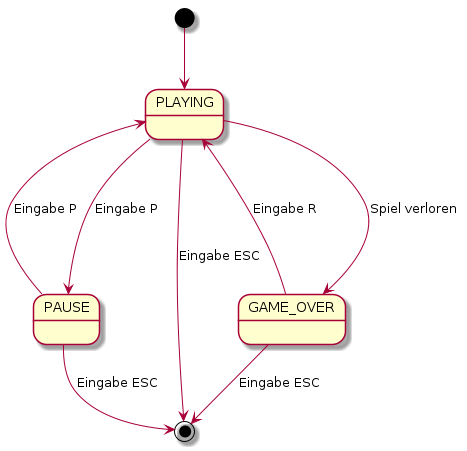 PLAYING
Eingabe P
Eingabe P
Eingabe R
Spiel verloren
Eingabe ESC
PAUSE
GAME_OVER
Eingabe ESC
Eingabe ESC